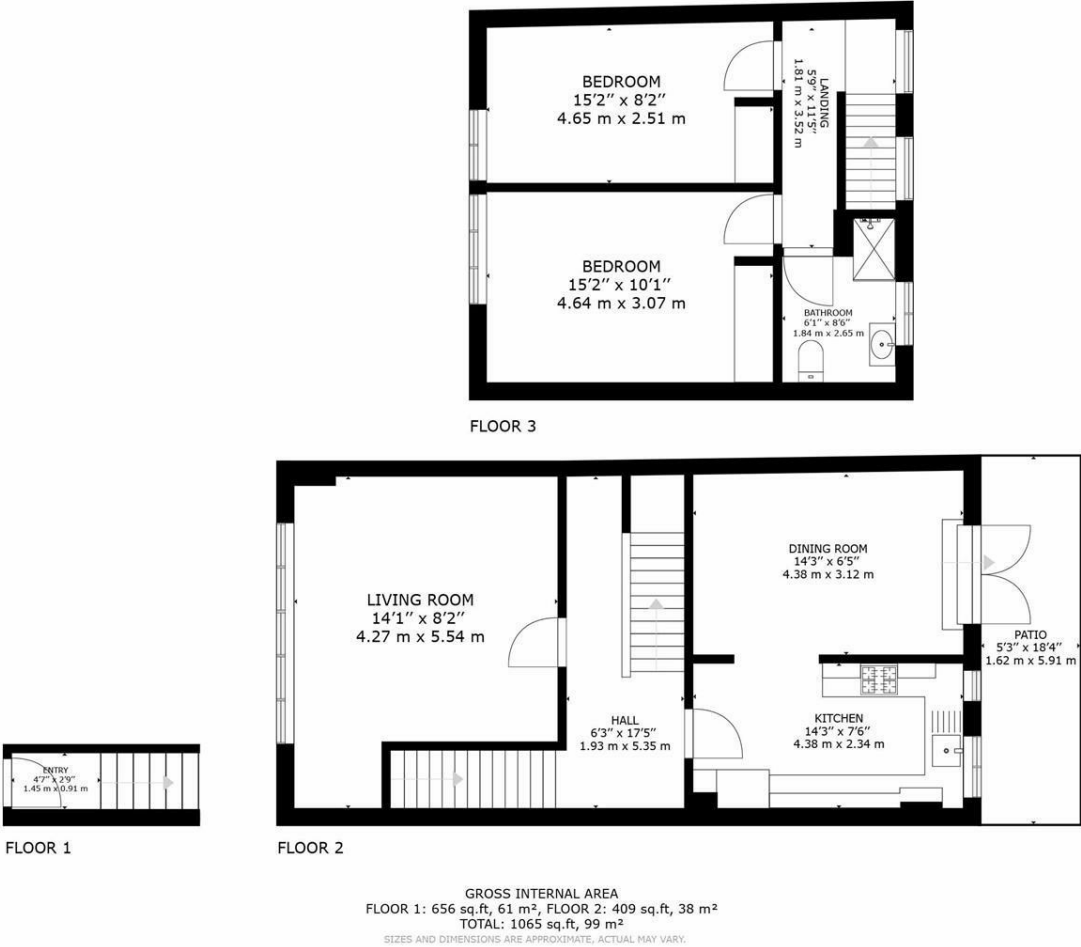 BEDROOM
15'2" x 8'2"
4.65 m x 2.51 m
LANDING
5'9" x 11'5"
1.81 m x 3.52 m
BEDROOM
15'2" x 10'1"
4.64 m x 3.07 m
BATHROOM
6'1" x 8'6"
1.84 m x 2.65 m
FLOOR 3
LIVING ROOM
14'1" x 8'2"
4.27 m x 5.54 m
HALL
6'3" x 17'5"
1.93 m x 5.35 m
DINING ROOM
14'3" x 6'5"
4.38 m x 3.12 m
KITCHEN
14'3" x 7'6"
4.38 m x 2.34 m
PATIO
5'3" x 18'4"
1.62 m x 5.91 m
ENTRY
4'7" x 2'9"
1.45 m x 0.91 m
FLOOR 1
FLOOR 2
GROSS INTERNAL AREA
FLOOR 1: 656 sq.ft, 61 m², FLOOR 2: 409 sq.ft, 38 m²
TOTAL: 1065 sq.ft, 99 m²
SIZES AND DIMENSIONS ARE APPROXIMATE, ACTUAL MAY VARY.